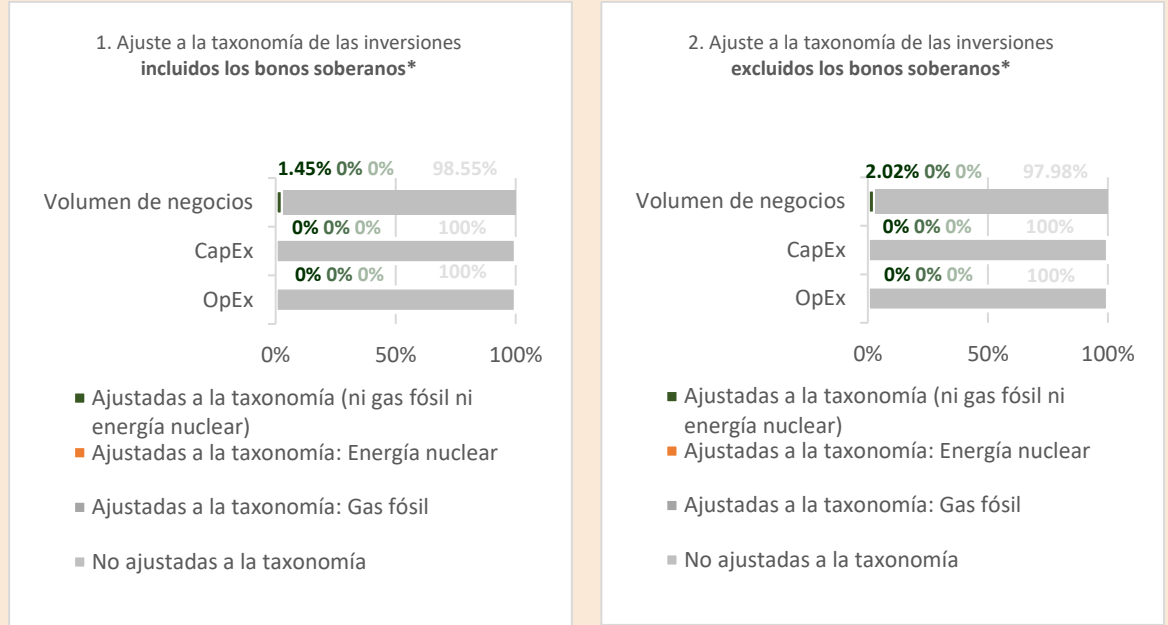 1. Ajuste a la taxonomía de las inversiones
incluidos los bonos soberanos*
1.45% 0% 0% 98.55%
Volumen de negocios
0% 0% 0% 100%
CapEx
0% 0% 0% 100%
OpEx
0% 50% 100%
Ajustadas a la taxonomía (ni gas fósil ni
energía nuclear)
Ajustadas a la taxonomía: Energía nuclear
Ajustadas a la taxonomía: Gas fósil
No ajustadas a la taxonomía
2. Ajuste a la taxonomía de las inversiones
excluidos los bonos soberanos*
2.02% 0% 0% 97.98%
Volumen de negocios
0% 0% 0% 100%
CapEx
0% 0% 0% 100%
OpEx
0% 50% 100%
Ajustadas a la taxonomía (ni gas fósil ni
energía nuclear)
Ajustadas a la taxonomía: Energía nuclear
Ajustadas a la taxonomía: Gas fósil
No ajustadas a la taxonomía